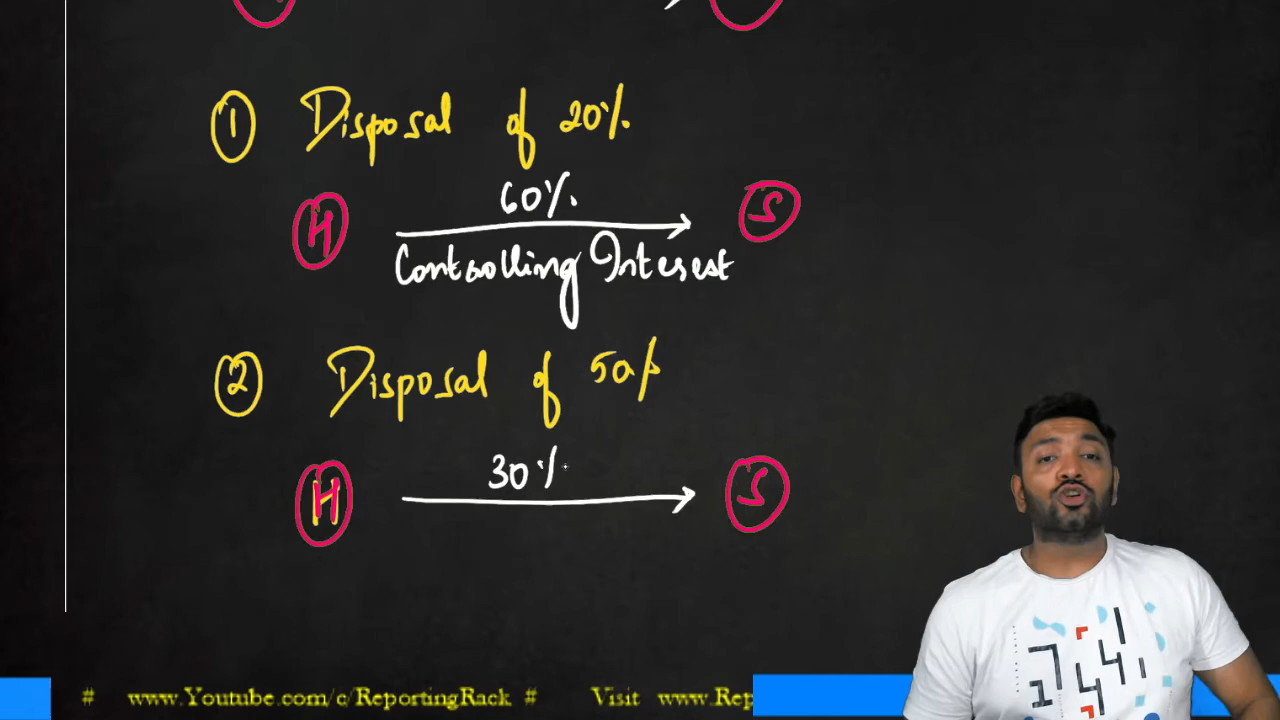 ① Disposal of 20%
60%
H S
Controlling Interest
② Disposal of 50%
30%
H S
# www.Youtube.com/c/ReportingRack # Visit www.Rep